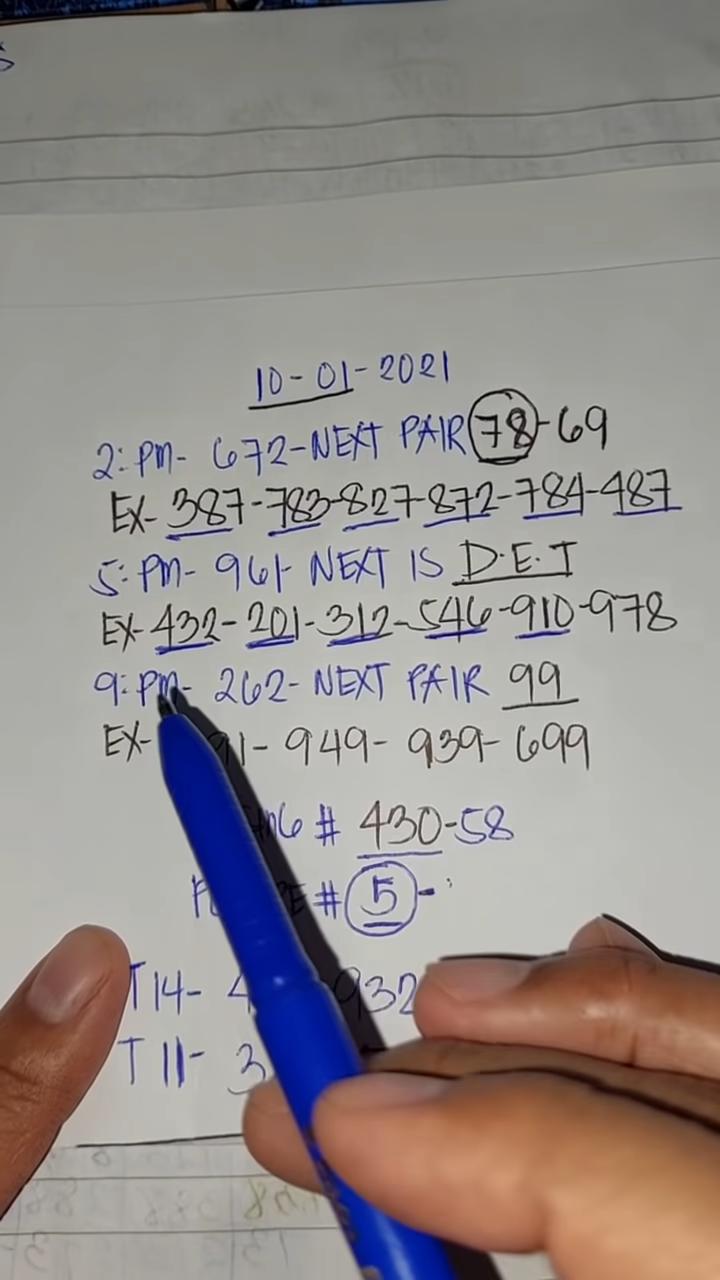 10-01-2021
2:PM- 672-NEXT PAIR 78-69
EX- 387-783-827-872-784-487
5:PM- 961- NEXT IS D.E.T
EX- 432-201-312-546-910-978
9:PM- 262- NEXT PAIR 99
EX- 949- 939- 699
# 430-58
# 5-
T14- 932
T11- 3